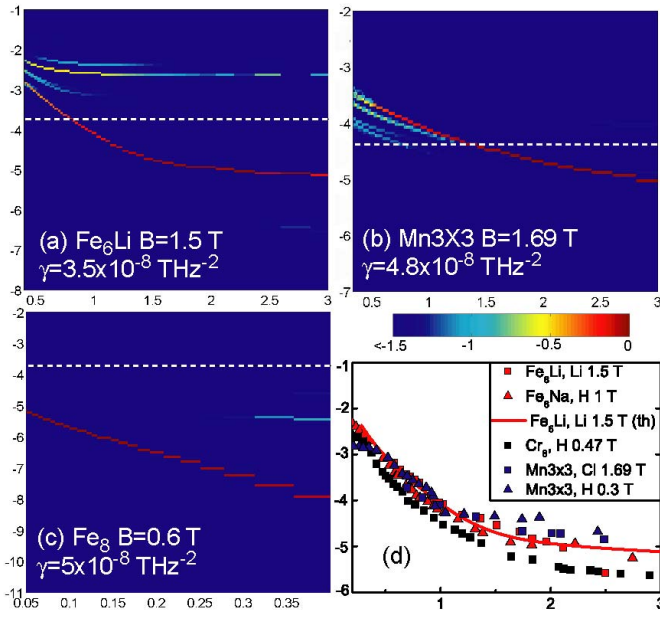 -1
-2
-3
-4
-5
-6
-7
-8
0.5 1 1.5 2 2.5 3
(a) Fe6Li B=1.5 T
γ=3.5x10-8 THz-2
-2
-3
-4
-5
-6
-7
0.5 1 1.5 2 2.5 3
(b) Mn3X3 B=1.69 T
γ=4.8x10-8 THz-2
<-1.5 -1 0
-2
-3
-4
-5
-6
-7
-8
-9
-10
-11
0.05 0.1 0.15 0.2 0.25 0.3 0.35
(c) Fe8 B=0.6 T
γ=5x10-8 THz-2
-1
-2
-3
-4
-5
-6
1 2 3
Fe6Li, Li 1.5 T
Fe6Na, H 1 T
Fe6Li, Li 1.5 T (th)
Cr8, H 0.47 T
Mn3x3, Cl 1.69 T
Mn3x3, H 0.3 T
(d)